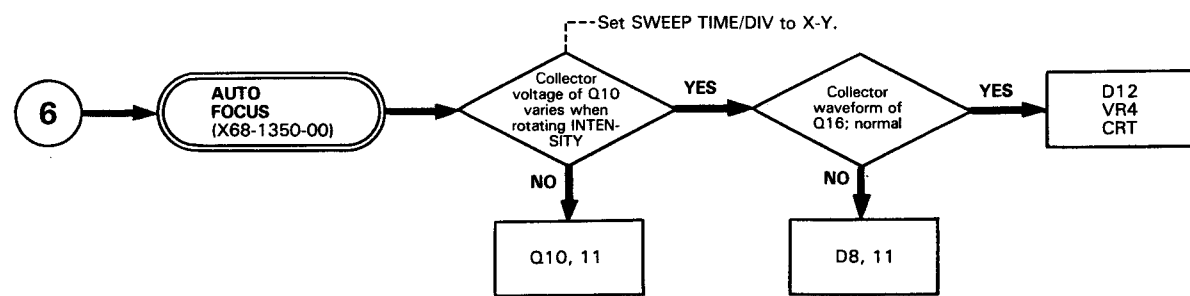 Set SWEEP TIME/DIV to X-Y.
6
AUTO
FOCUS
(X68-1350-00)
Collector
voltage of Q10
varies when
rotating INTEN-
SITY
YES
Collector
waveform of
Q16; normal
YES
D12
VR4
CRT
NO
NO
Q10, 11
D8, 11